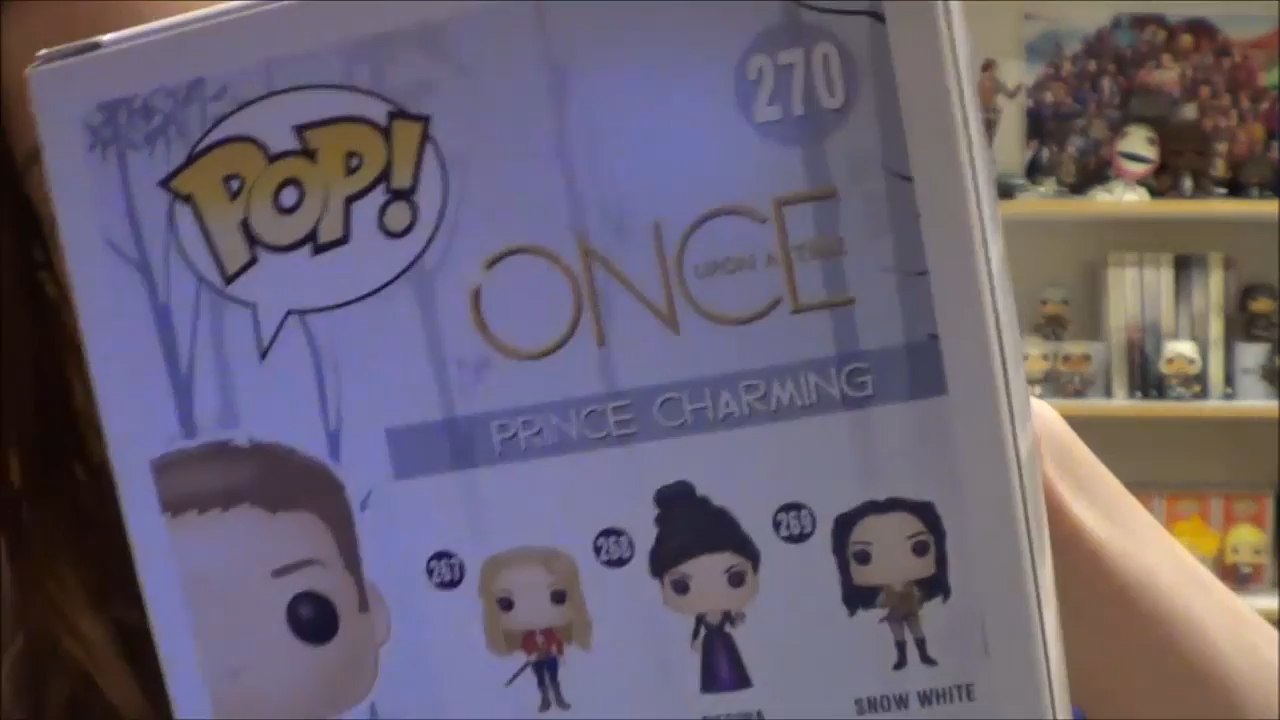 POP!
270
ONCE
UPON A TIME
PRINCE CHARMING
267
268
269
SNOW WHITE